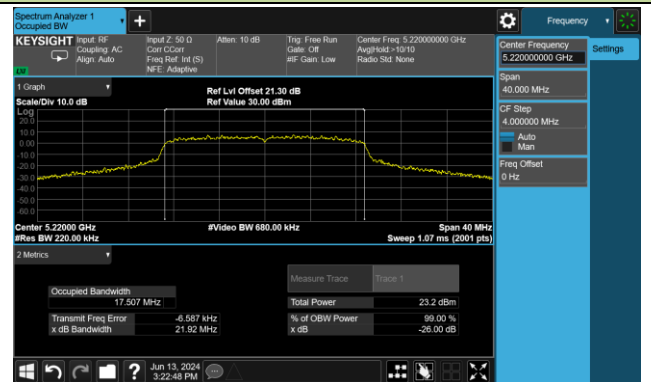 Spectrum Analyzer 1
Occupied BW
Frequency
KEYSIGHT
Input: RF
Coupling: AC
Align: Auto
Input Z: 50 Ω
Corr CCorr
Freq Ref: Int (S)
NFE: Adaptive
Atten: 10 dB
Trig: Free Run
Gate: Off
#IF Gain: Low
Center Freq: 5.220000000 GHz
Avg|Hold:>10/10
Radio Std: None
Center Frequency
5.220000000 GHz
Settings
Span
40.000 MHz
CF Step
4.000000 MHz
Auto
Man
Freq Offset
0 Hz
1 Graph
Scale/Div 10.0 dB
Ref Lvl Offset 21.30 dB
Ref Value 30.00 dBm
Log
20.0
10.0
0.00
-10.0
-20.0
-30.0
-40.0
-50.0
-60.0
Center 5.22000 GHz
#Video BW 680.00 kHz
Span 40 MHz
#Res BW 220.00 kHz
Sweep 1.07 ms (2001 pts)
2 Metrics
Measure Trace
Trace 1
Occupied Bandwidth
17.507 MHz
Total Power
23.2 dBm
Transmit Freq Error
-6.587 kHz
% of OBW Power
99.00 %
x dB Bandwidth
21.92 MHz
x dB
-26.00 dB
?
Jun 13, 2024
3:22:48 PM